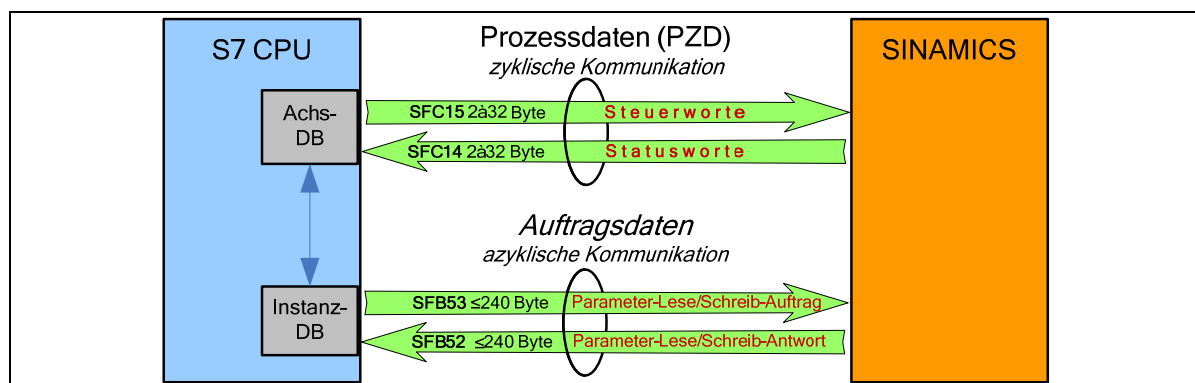 S7 CPU
Prozessdaten (PZD)
zyklische Kommunikation
SINAMICS
Achs-
DB
SFC15 2à32 Byte Steuerworte
SFC14 2à32 Byte Statusworte
Auftragsdaten
azyklische Kommunikation
Instanz-
DB
SFB53 ≤240 Byte Parameter-Lese/Schreib-Auftrag
SFB52 ≤240 Byte Parameter-Lese/Schreib-Antwort